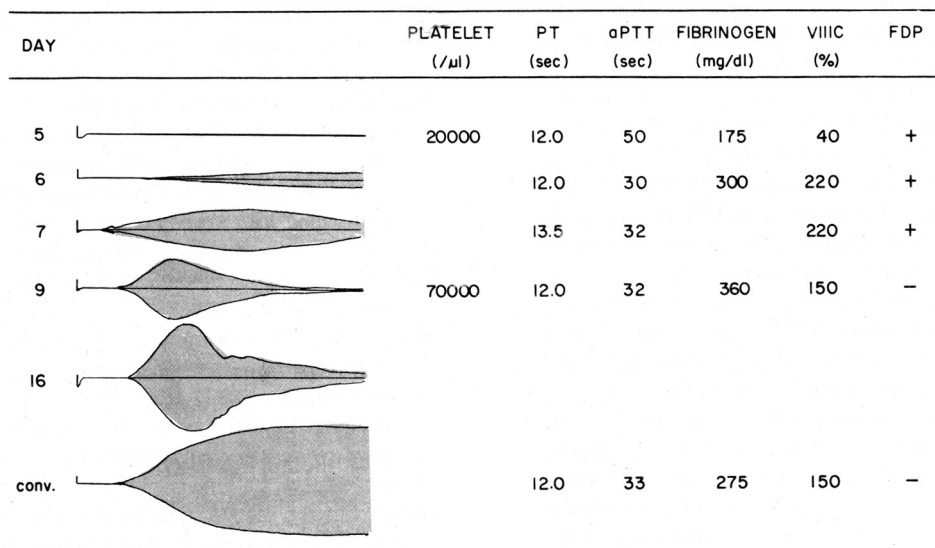 DAY PLATELET PT aPTT FIBRINOGEN VIIIC FDP
(/µl) (sec) (sec) (mg/dl) (%)
5 20000 12.0 50 175 40 +
6 12.0 30 300 220 +
7 13.5 32 220 +
9 70000 12.0 32 360 150 −
16
conv. 12.0 33 275 150 −